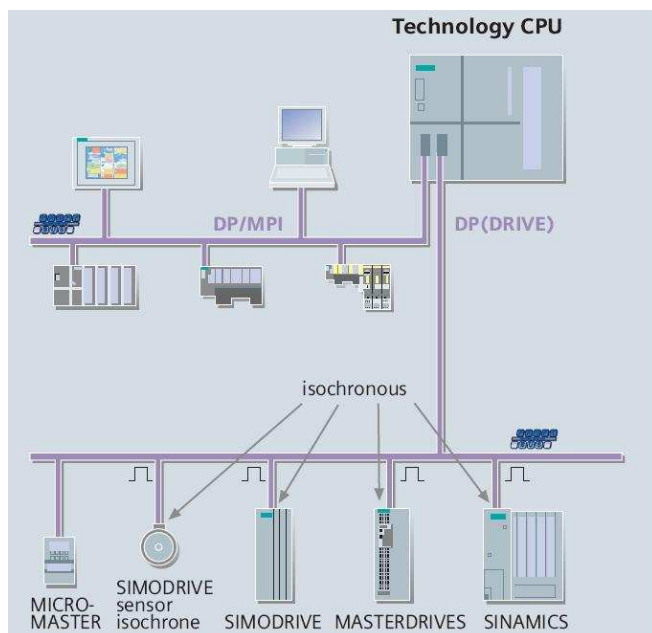 Technology CPU
DP/MPI
DP(DRIVE)
isochronous
MICRO-
MASTER
SIMODRIVE
sensor
isochrone
SIMODRIVE
MASTERDRIVES
SINAMICS